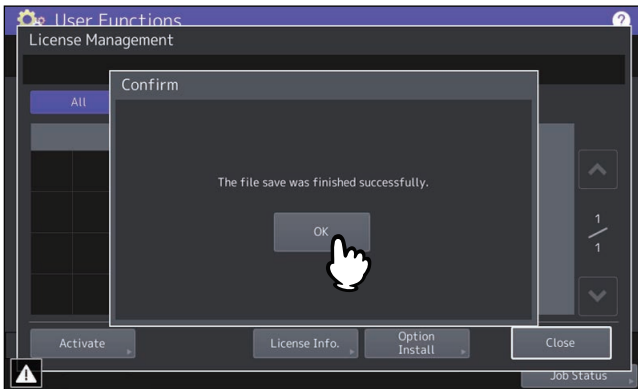 User Functions
?
License Management
Confirm
All
The file save was finished successfully.
OK
1
1
Activate
License Info.
Option
Install
Close
Job Status